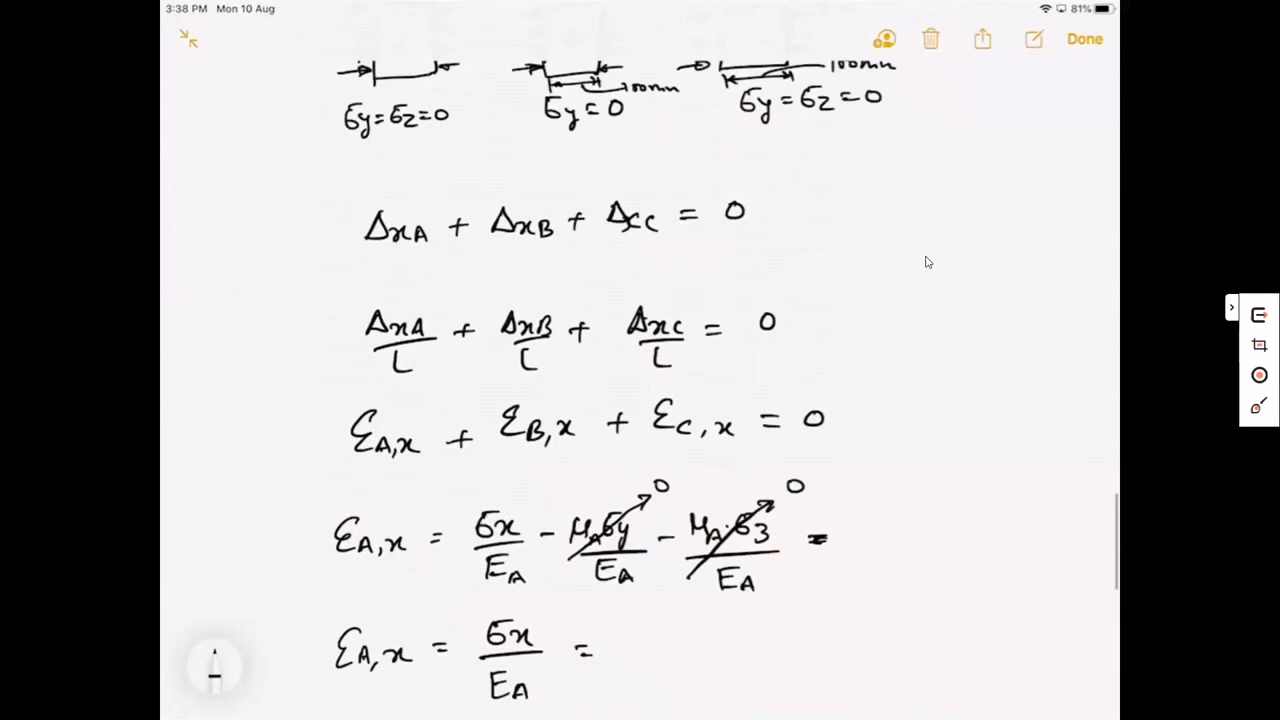 3:38 PM Mon 10 Aug 81%
Done
100mm 100mm
σy = σz = 0 σy = 0 σy = σz = 0
ΔxA + ΔxB + ΔxC = 0
ΔxA/L + ΔxB/L + ΔxC/L = 0
εA,x + εB,x + εC,x = 0
0 0
εA,x = σx/EA - μA σy/EA - μA·σz/EA =
εA,x = σx/EA =